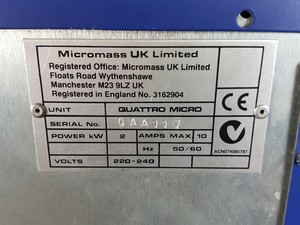 Micromass UK Limited
Registered Office: Micromass UK Limited
Floats Road Wythenshawe
Manchester M23 9LZ UK
Registered in England No. 3162904
UNIT QUATTRO MICRO
SERIAL No.
POWER kW 2 AMPS MAX 10
Hz 50/60
VOLTS 220-240
CE